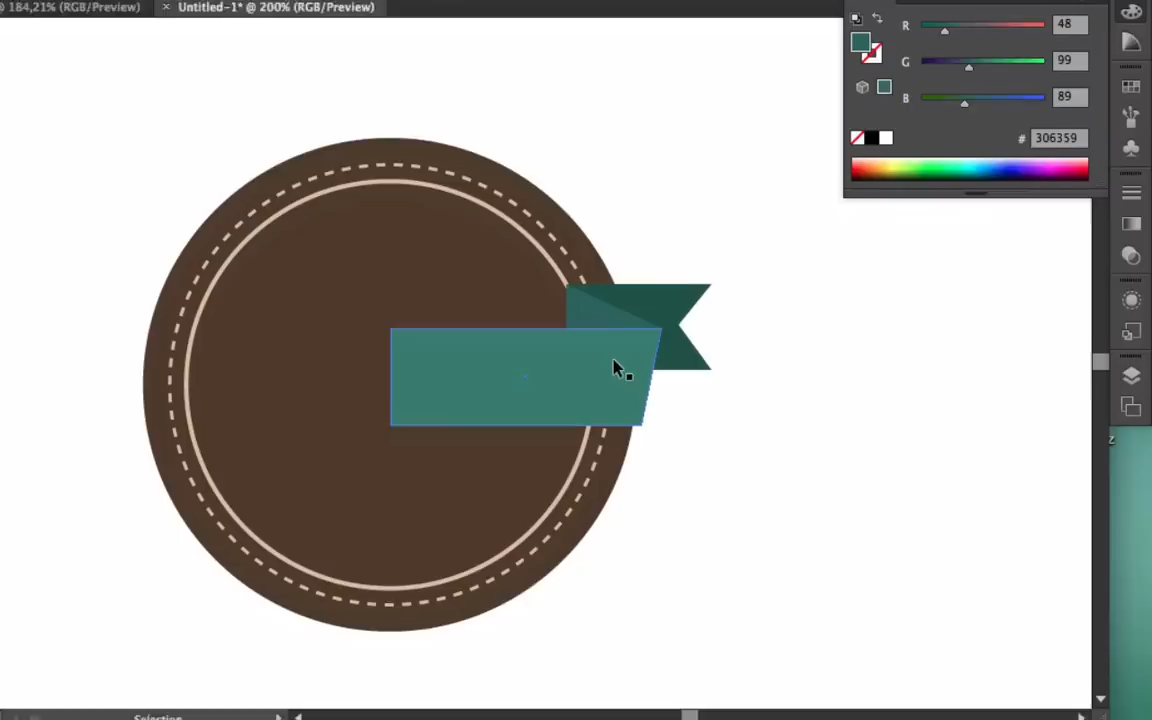 @ 184,21% (RGB/Preview)
× Untitled-1* @ 200% (RGB/Preview)
R 48
G 99
B 89
# 306359
z
Selection